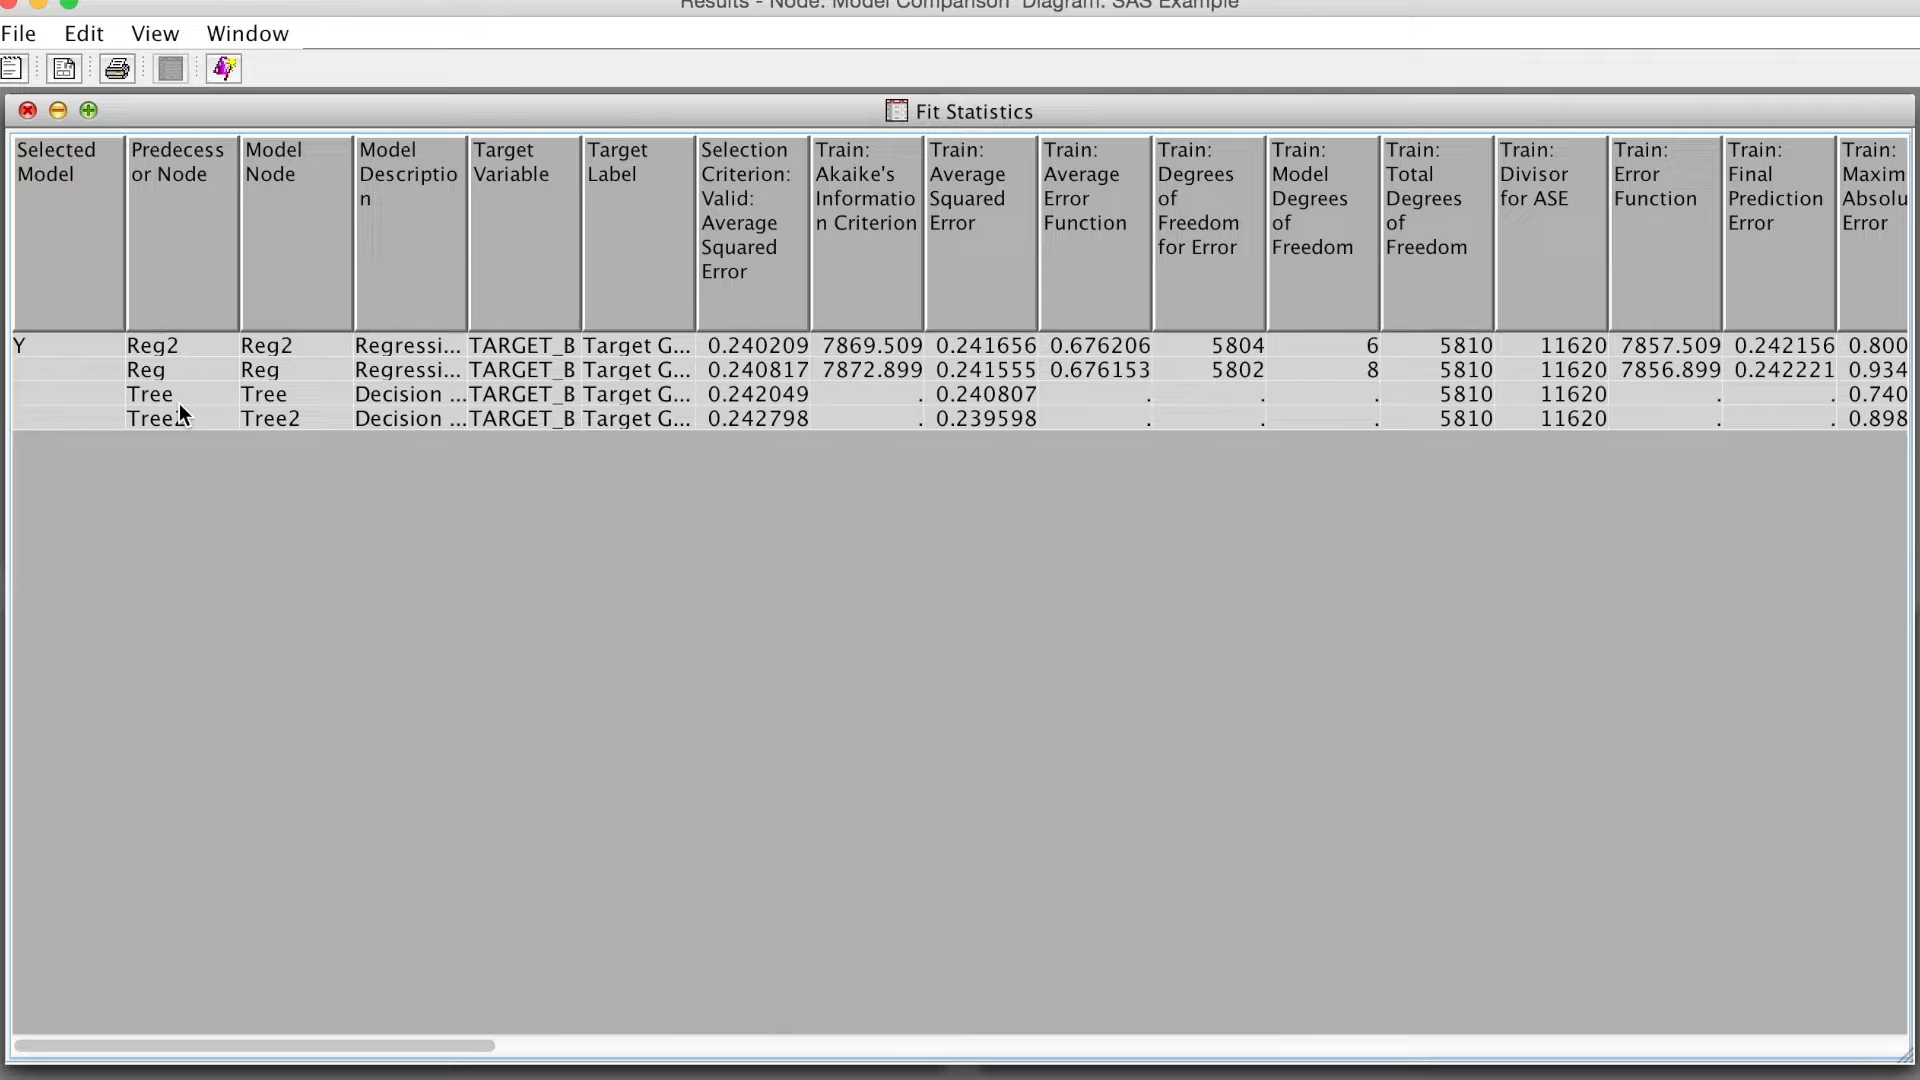 Results - Node: Model Comparison Diagram: SAS Example
File Edit View Window
Fit Statistics
Selected Model
Predecess or Node
Model Node
Model Descriptio n
Target Variable
Target Label
Selection Criterion: Valid: Average Squared Error
Train: Akaike's Informatio n Criterion
Train: Average Squared Error
Train: Average Error Function
Train: Degrees of Freedom for Error
Train: Model Degrees of Freedom
Train: Total Degrees of Freedom
Train: Divisor for ASE
Train: Error Function
Train: Final Prediction Error
Train: Maxim Absolu Error
Y Reg2 Reg2 Regressi... TARGET_B Target G... 0.240209 7869.509 0.241656 0.676206 5804 6 5810 11620 7857.509 0.242156 0.800
Reg Reg Regressi... TARGET_B Target G... 0.240817 7872.899 0.241555 0.676153 5802 8 5810 11620 7856.899 0.242221 0.934
Tree Tree Decision ... TARGET_B Target G... 0.242049 . 0.240807 . . . 5810 11620 . . 0.740
Tree2 Tree2 Decision ... TARGET_B Target G... 0.242798 . 0.239598 . . . 5810 11620 . . 0.898